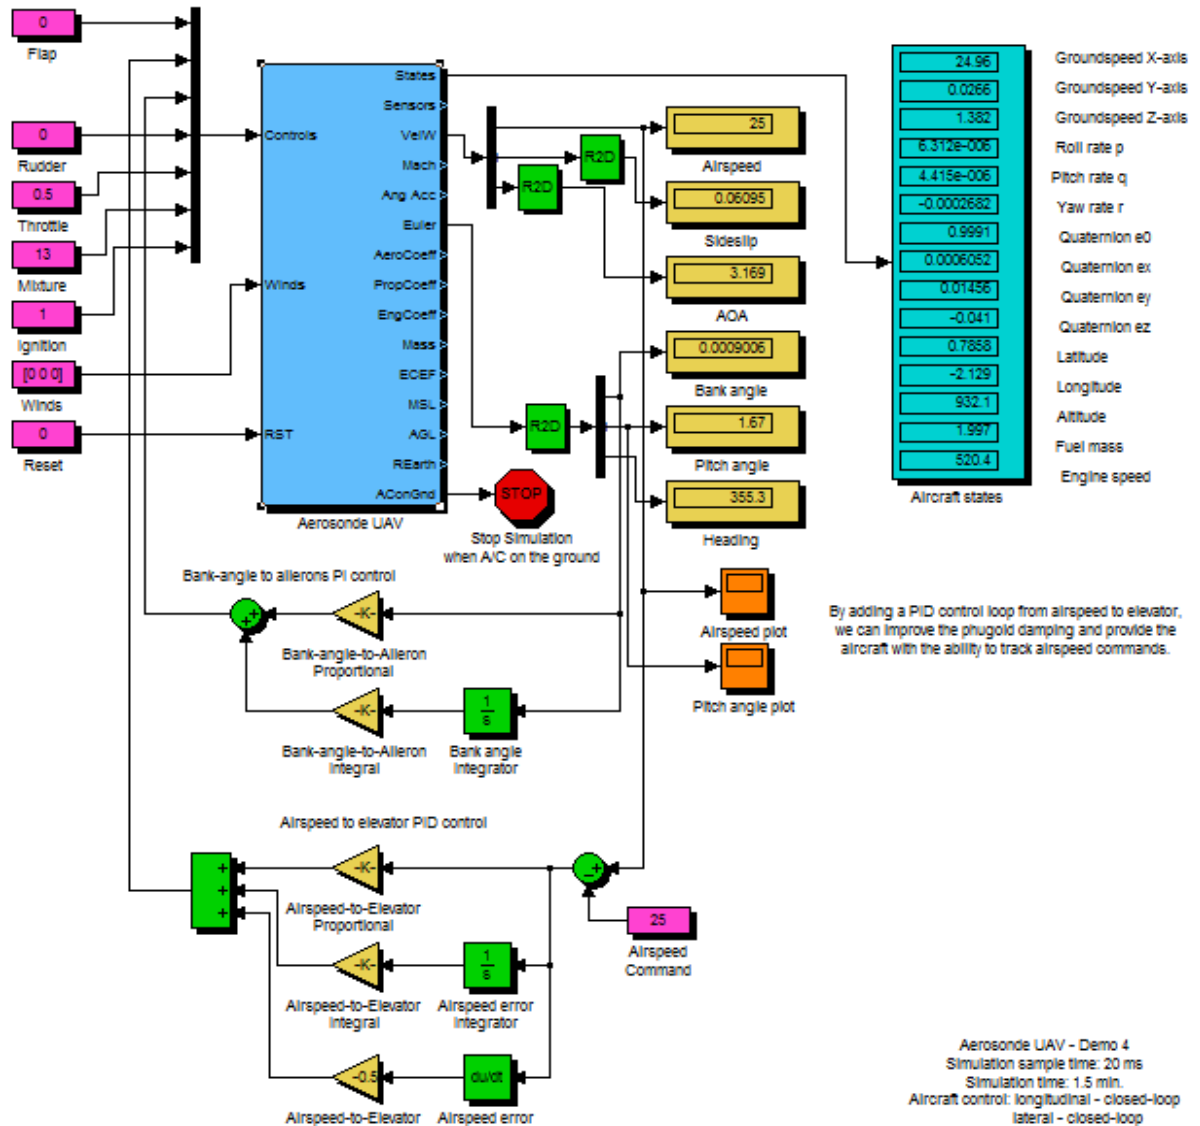 0
Flap
0
Rudder
0.5
Throttle
13
Mixture
1
Ignition
[0 0 0]
Winds
0
Reset
Controls
Winds
RST
States
Sensors
VelW
Mach
Ang Acc
Euler
AeroCoeff
PropCoeff
EngCoeff
Mass
ECEF
MSL
AGL
REarth
AConGnd
Aerosonde UAV
R2D
R2D
R2D
STOP
Stop Simulation
when A/C on the ground
25
Airspeed
0.06095
Sideslip
3.169
AOA
0.0009006
Bank angle
1.67
Pitch angle
355.3
Heading
Airspeed plot
Pitch angle plot
24.96
0.0266
1.382
6.312e-006
4.415e-006
-0.0002682
0.9991
0.0006052
0.01456
-0.041
0.7858
-2.129
932.1
1.997
520.4
Aircraft states
Groundspeed X-axis
Groundspeed Y-axis
Groundspeed Z-axis
Roll rate p
Pitch rate q
Yaw rate r
Quaternion e0
Quaternion ex
Quaternion ey
Quaternion ez
Latitude
Longitude
Altitude
Fuel mass
Engine speed
By adding a PID control loop from airspeed to elevator,
we can improve the phugoid damping and provide the
aircraft with the ability to track airspeed commands.
Bank-angle to ailerons PI control
+
+
-K-
Bank-angle-to-Aileron
Proportional
-K-
Bank-angle-to-Aileron
Integral
1
s
Bank angle
Integrator
Airspeed to elevator PID control
+
+
+
-K-
Airspeed-to-Elevator
Proportional
-K-
Airspeed-to-Elevator
Integral
1
s
Airspeed error
Integrator
-0.5
Airspeed-to-Elevator
du/dt
Airspeed error
-+
25
Airspeed
Command
Aerosonde UAV - Demo 4
Simulation sample time: 20 ms
Simulation time: 1.5 min.
Aircraft control: longitudinal - closed-loop
lateral - closed-loop